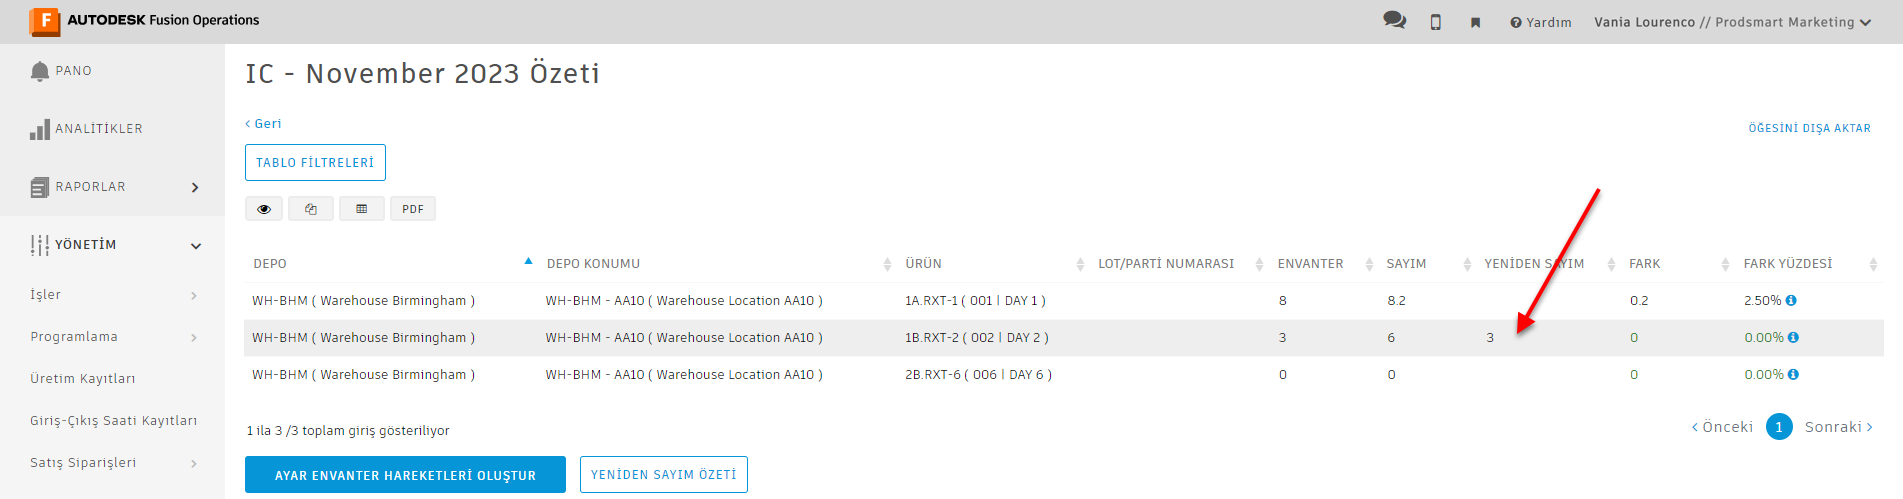 AUTODESK Fusion Operations
Yardım
Vania Lourenco // Prodsmart Marketing
PANO
ANALİTİKLER
RAPORLAR
YÖNETİM
İşler
Programlama
Üretim Kayıtları
Giriş-Çıkış Saati Kayıtları
Satış Siparişleri
IC - November 2023 Özeti
< Geri
ÖĞESİNİ DIŞA AKTAR
TABLO FİLTRELERİ
PDF
DEPO DEPO KONUMU ÜRÜN LOT/PARTİ NUMARASI ENVANTER SAYIM YENİDEN SAYIM FARK FARK YÜZDESİ
WH-BHM ( Warehouse Birmingham ) WH-BHM - AA10 ( Warehouse Location AA10 ) 1A.RXT-1 ( 001 | DAY 1 ) 8 8.2 0.2 2.50%
WH-BHM ( Warehouse Birmingham ) WH-BHM - AA10 ( Warehouse Location AA10 ) 1B.RXT-2 ( 002 | DAY 2 ) 3 6 3 0 0.00%
WH-BHM ( Warehouse Birmingham ) WH-BHM - AA10 ( Warehouse Location AA10 ) 2B.RXT-6 ( 006 | DAY 6 ) 0 0 0 0.00%
1 ila 3 /3 toplam giriş gösteriliyor
< Önceki 1 Sonraki >
AYAR ENVANTER HAREKETLERİ OLUŞTUR
YENİDEN SAYIM ÖZETİ